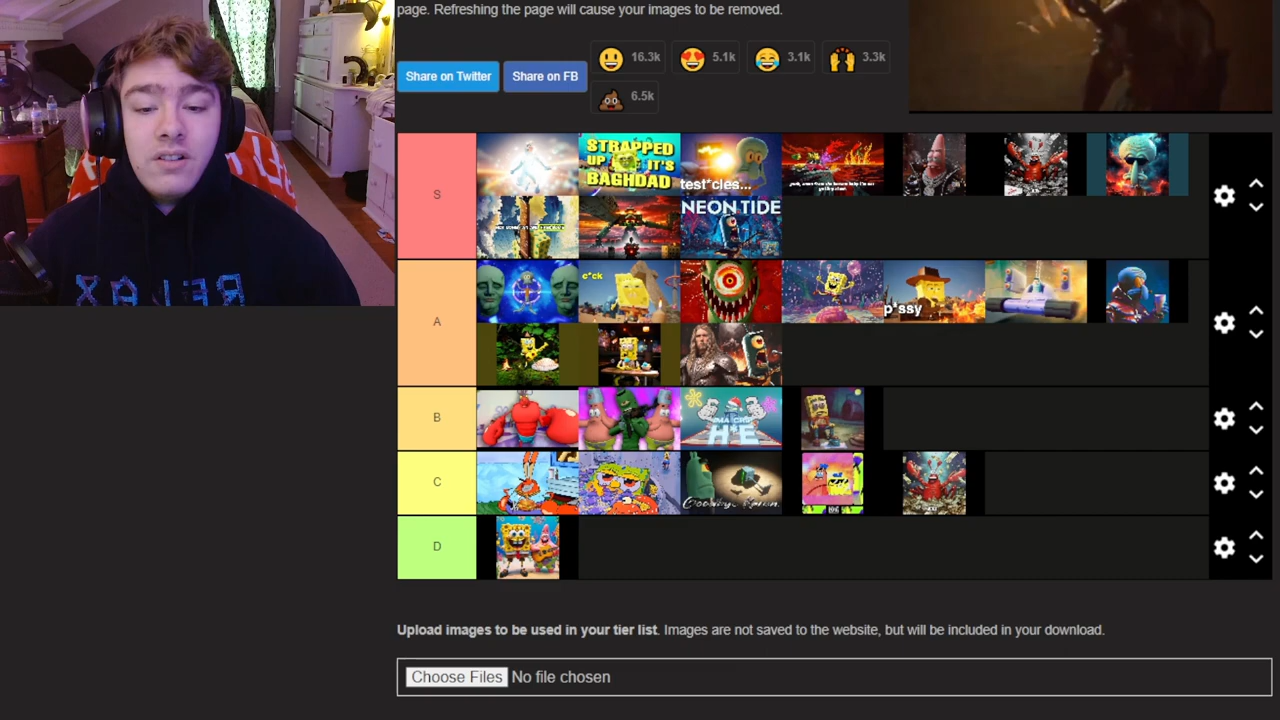 page. Refreshing the page will cause your images to be removed.
Share on Twitter
Share on FB
16.3k
5.1k
3.1k
3.3k
6.5k
S
STRAPPED
UP IT'S
BAGHDAD
test*cles...
NEON TIDE
A
c*ck
p*ssy
B
C
Goodbye
D
RELAX
Upload images to be used in your tier list. Images are not saved to the website, but will be included in your download.
Choose Files No file chosen